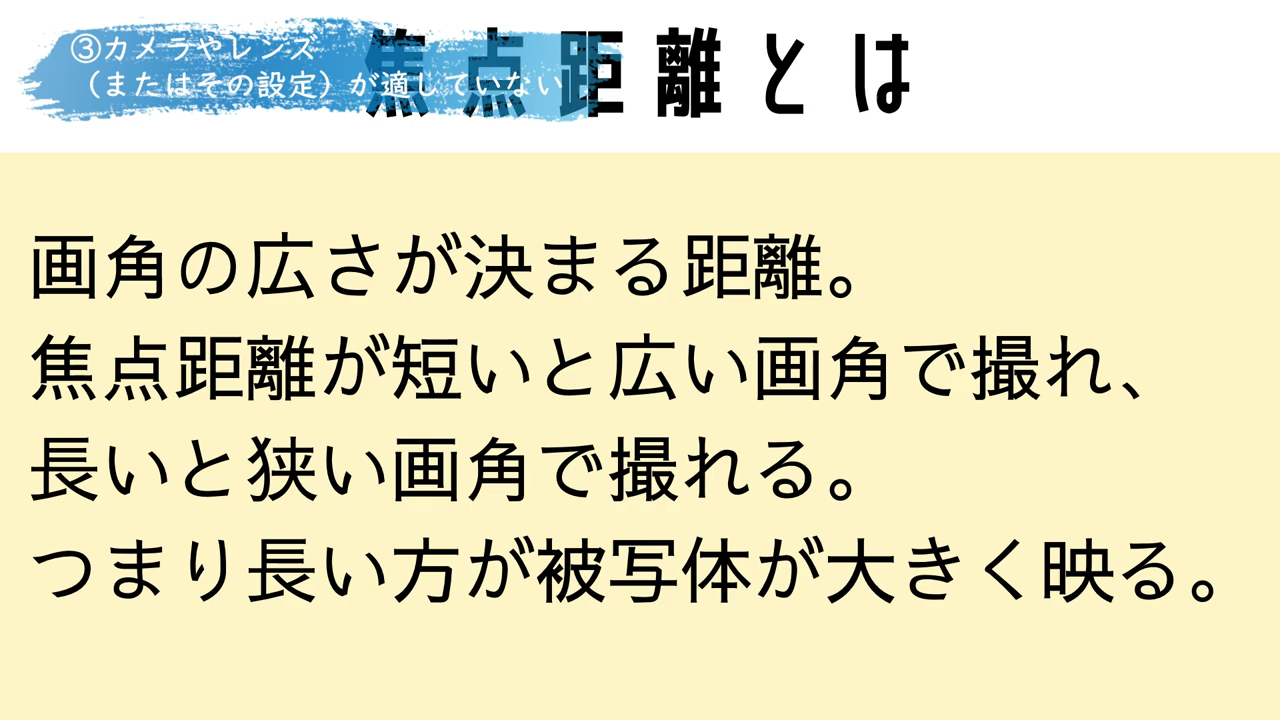 ③カメラやレンズ
（またはその設定）が適していない
焦点距離とは
画角の広さが決まる距離。
焦点距離が短いと広い画角で撮れ、
長いと狭い画角で撮れる。
つまり長い方が被写体が大きく映る。